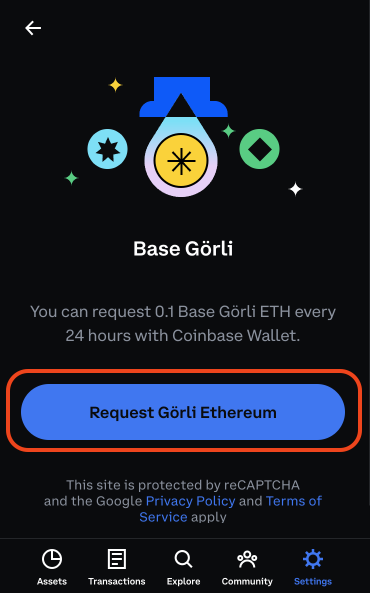 Base Görli
You can request 0.1 Base Görli ETH every
24 hours with Coinbase Wallet.
Request Görli Ethereum
This site is protected by reCAPTCHA
and the Google Privacy Policy and Terms of
Service apply
Assets Transactions Explore Community Settings